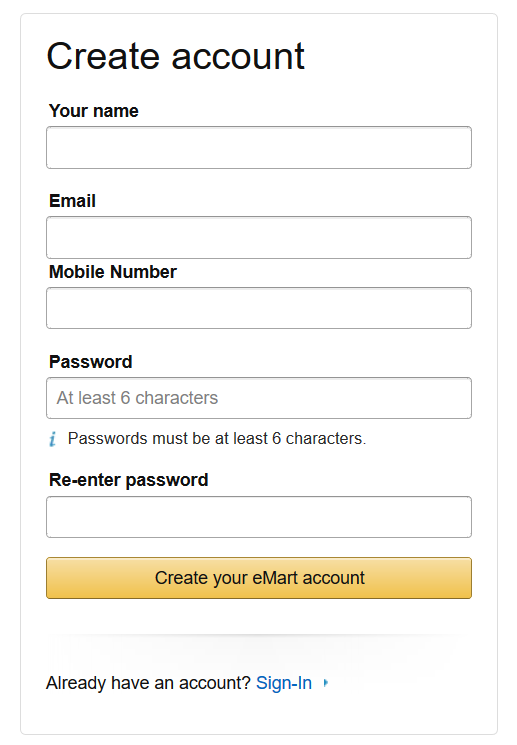 Create account
Your name
Email
Mobile Number
Password
At least 6 characters
i Passwords must be at least 6 characters.
Re-enter password
Create your eMart account
Already have an account? Sign-In